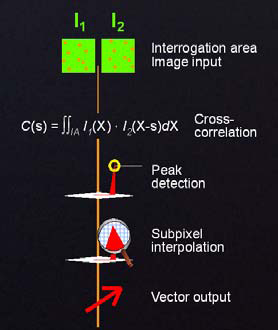 I₁ I₂
Interrogation area
Image input
C(s) = ∬IA I₁(X) · I₂(X-s)dX
Cross-
correlation
Peak
detection
Subpixel
interpolation
Vector output